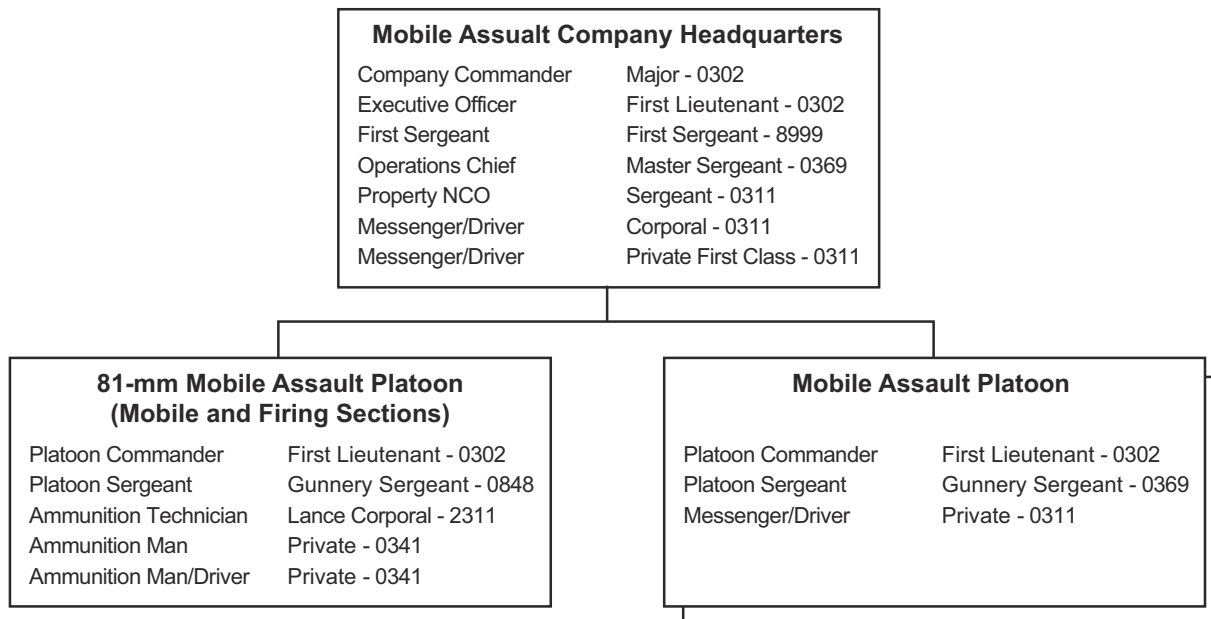 Mobile Assualt Company Headquarters
Company Commander Major - 0302
Executive Officer First Lieutenant - 0302
First Sergeant First Sergeant - 8999
Operations Chief Master Sergeant - 0369
Property NCO Sergeant - 0311
Messenger/Driver Corporal - 0311
Messenger/Driver Private First Class - 0311
81-mm Mobile Assault Platoon
(Mobile and Firing Sections)
Platoon Commander First Lieutenant - 0302
Platoon Sergeant Gunnery Sergeant - 0848
Ammunition Technician Lance Corporal - 2311
Ammunition Man Private - 0341
Ammunition Man/Driver Private - 0341
Mobile Assault Platoon
Platoon Commander First Lieutenant - 0302
Platoon Sergeant Gunnery Sergeant - 0369
Messenger/Driver Private - 0311